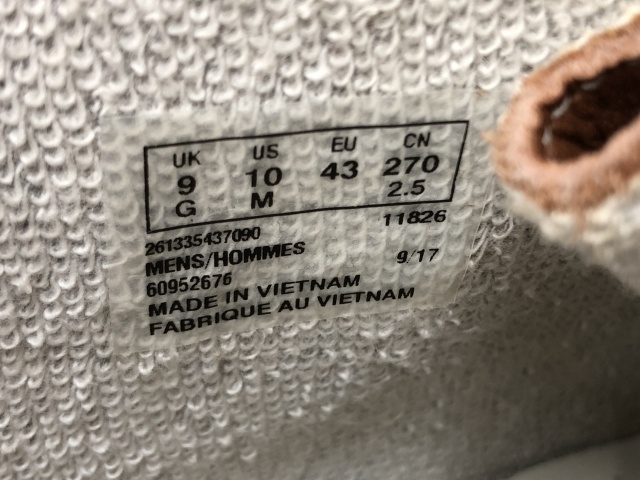 UK US EU CN
9 10 43 270
G M 2.5
261335437090 11826
MENS/HOMMES
60952676 9/17
MADE IN VIETNAM
FABRIQUE AU VIETNAM